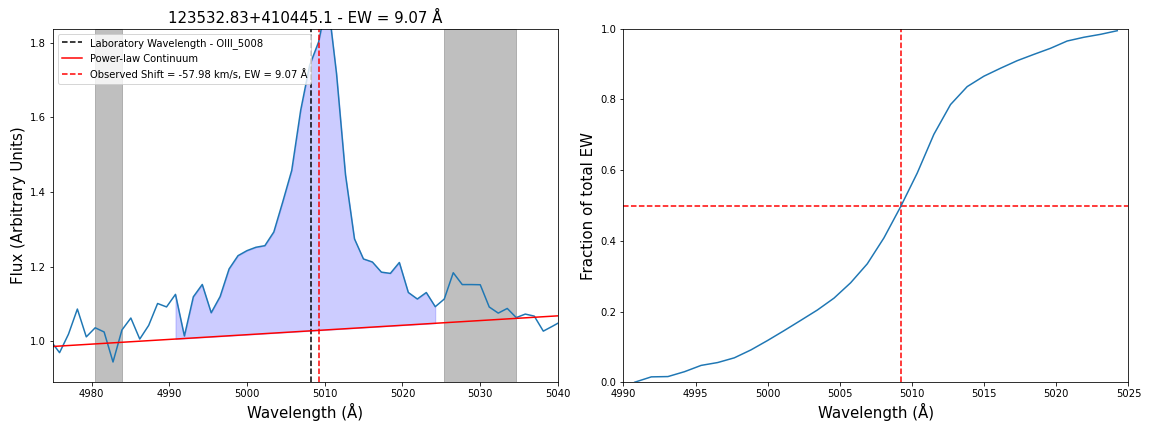 123532.83+410445.1 - EW = 9.07 Å
Laboratory Wavelength - OIII_5008
Power-law Continuum
Observed Shift = -57.98 km/s, EW = 9.07 Å
Flux (Arbitrary Units)
1.8
1.6
1.4
1.2
1.0
4980 4990 5000 5010 5020 5030 5040
Wavelength (Å)
Fraction of total EW
1.0
0.8
0.6
0.4
0.2
0.0
4990 4995 5000 5005 5010 5015 5020 5025
Wavelength (Å)